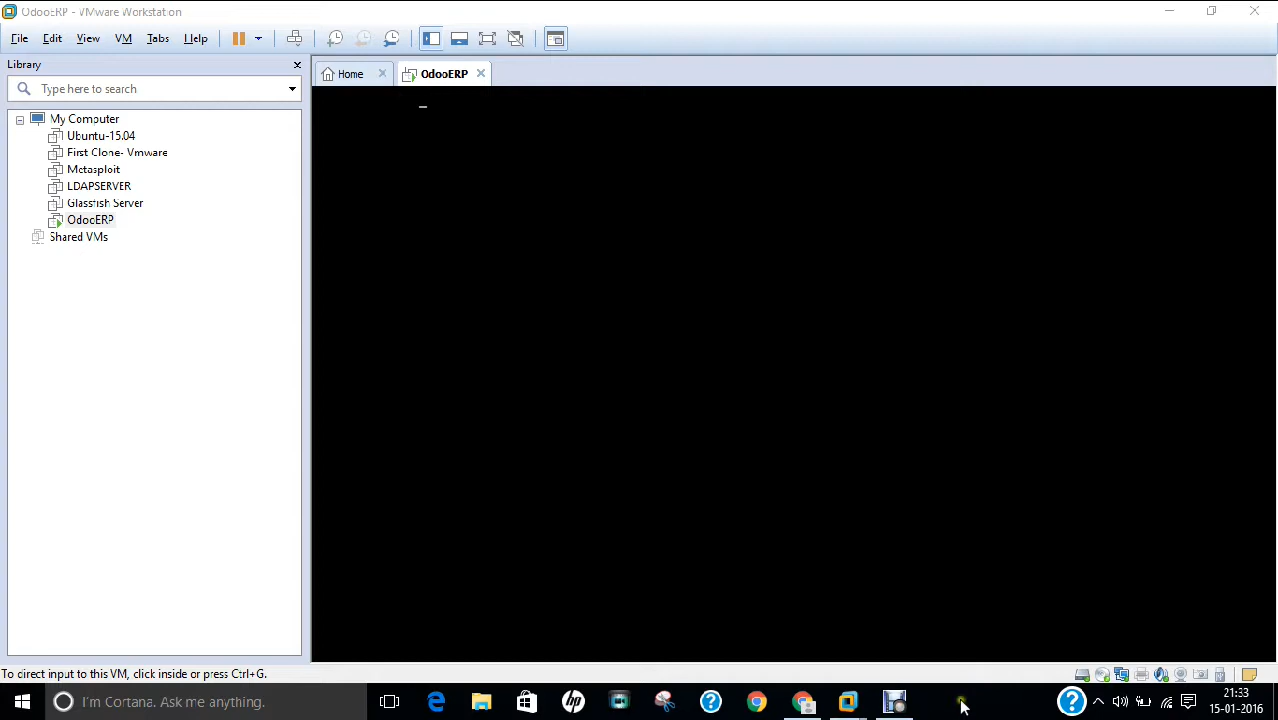 OdooERP - VMware Workstation
File Edit View VM Tabs Help
Library
Type here to search
Home
OdooERP
My Computer
Ubuntu-15.04
First Clone- Vmware
Metasploit
LDAPSERVER
Glassfish Server
OdooERP
Shared VMs
To direct input to this VM, click inside or press Ctrl+G.
I'm Cortana. Ask me anything.
21:33
15-01-2016